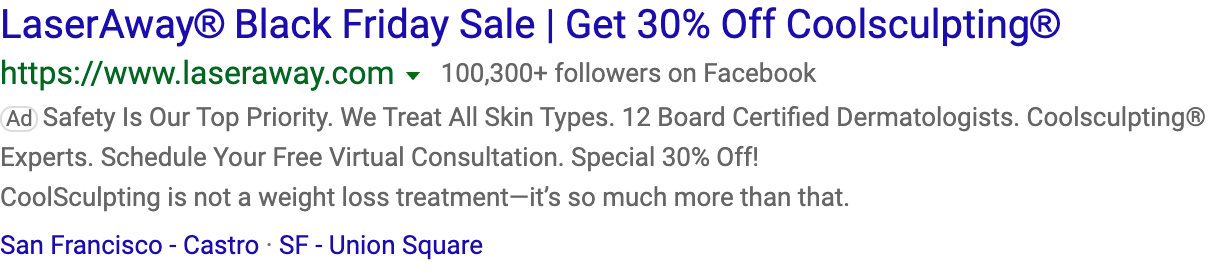 LaserAway® Black Friday Sale | Get 30% Off Coolsculpting®
https://www.laseraway.com 100,300+ followers on Facebook
Ad Safety Is Our Top Priority. We Treat All Skin Types. 12 Board Certified Dermatologists. Coolsculpting®
Experts. Schedule Your Free Virtual Consultation. Special 30% Off!
CoolSculpting is not a weight loss treatment—it’s so much more than that.
San Francisco - Castro · SF - Union Square